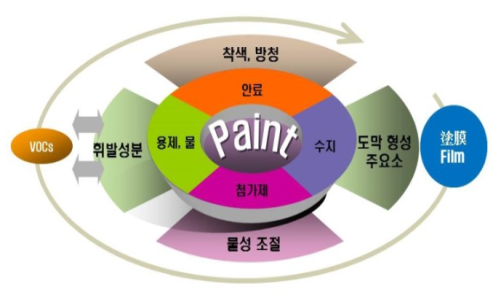 착색, 방청
안료
VOCs
휘발성분
용제, 물
Paint
수지
도막 형성
주요소
塗膜
Film
첨가제
물성 조절